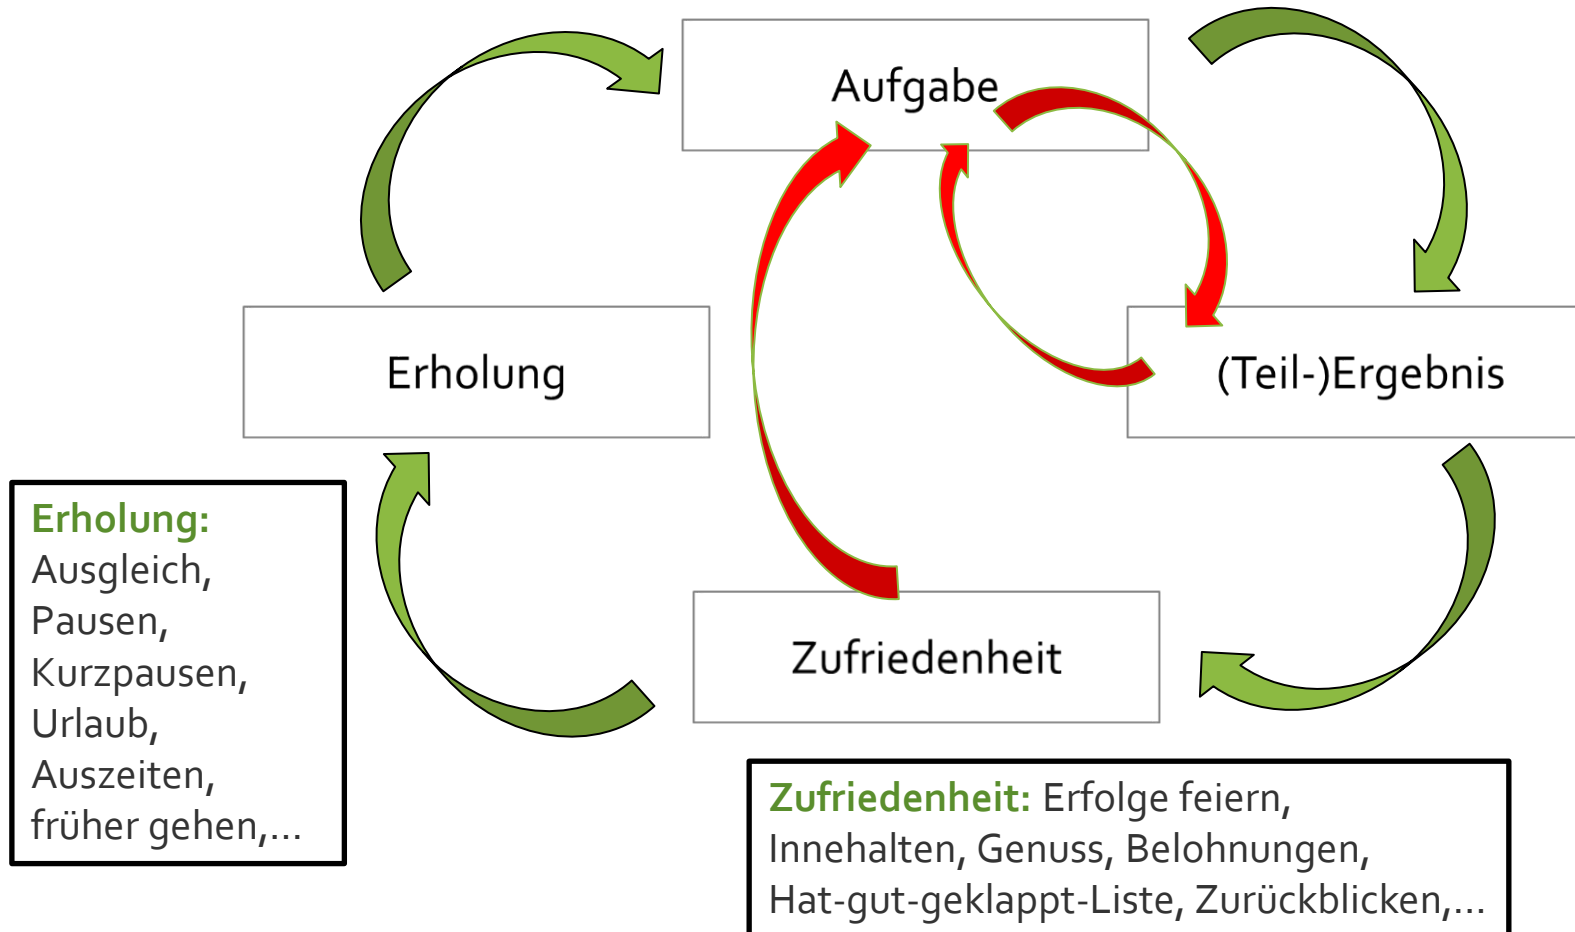 Aufgabe
Erholung
(Teil-)Ergebnis
Erholung:
Ausgleich,
Pausen,
Kurzpausen,
Urlaub,
Auszeiten,
früher gehen,...
Zufriedenheit
Zufriedenheit: Erfolge feiern,
Innehalten, Genuss, Belohnungen,
Hat-gut-geklappt-Liste, Zurückblicken,...